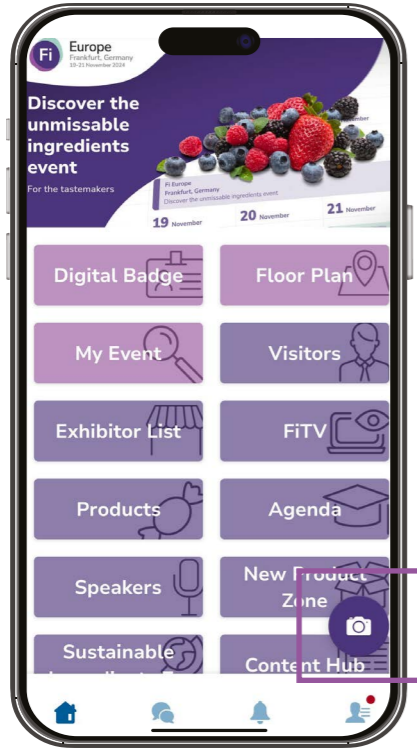 Fi
Europe
Frankfurt, Germany
19-21 November 2024
Discover the
unmissable
ingredients
event
For the tastemakers
Fi Europe
Frankfurt, Germany
Discover the unmissable ingredients event
19 November
20 November
21 November
Digital Badge
Floor Plan
My Event
Visitors
Exhibitor List
FiTV
Products
Agenda
Speakers
New Product
Zone
Sustainable
Content Hub